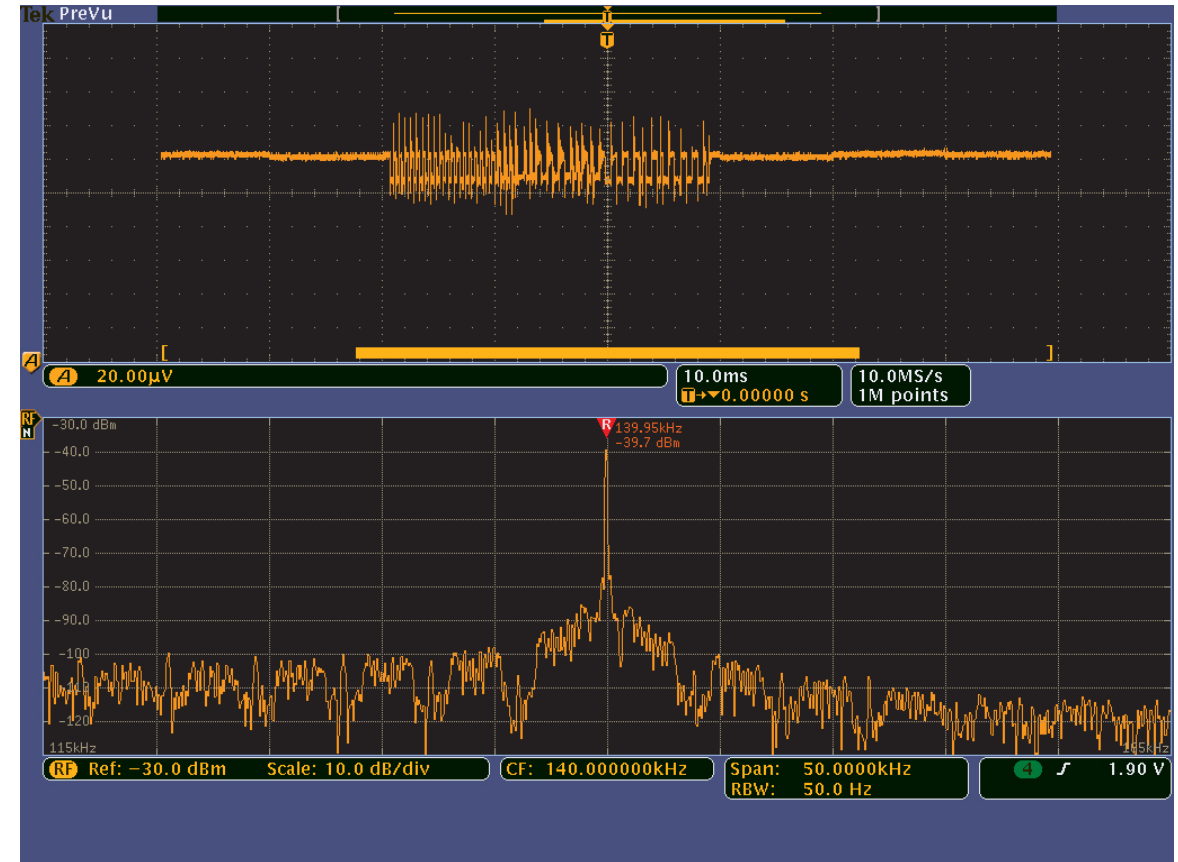 Tek PreVu
[ T ]
T
[ ]
A
A 20.00μV
10.0ms
T→▼0.00000 s
10.0MS/s
1M points
RF
N
-30.0 dBm
R
139.95kHz
-39.7 dBm
-40.0
-50.0
-60.0
-70.0
-80.0
-90.0
-100
-120
115kHz
165kHz
RF Ref: -30.0 dBm Scale: 10.0 dB/div
CF: 140.000000kHz
Span: 50.0000kHz
RBW: 50.0 Hz
4 ƒ 1.90 V